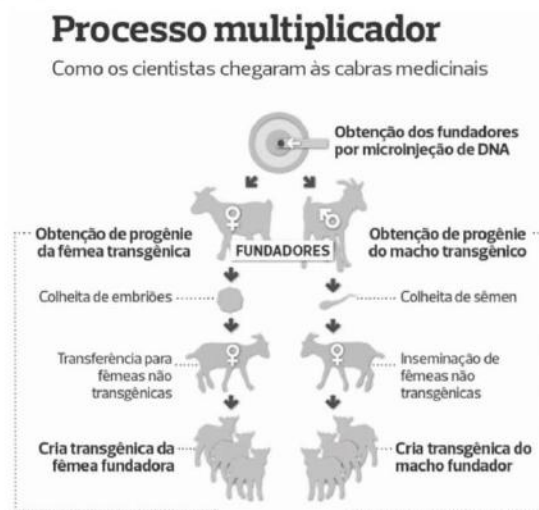 Processo multiplicador
Como os cientistas chegaram às cabras medicinais
Obtenção dos fundadores
por microinjeção de DNA
Obtenção de progênie
da fêmea transgênica
FUNDADORES
Obtenção de progênie
do macho transgênico
Colheita de embriões
Colheita de sêmen
Transferência para
fêmeas não
transgênicas
Inseminação de
fêmeas não
transgênicas
Cria transgênica da
fêmea fundadora
Cria transgênica do
macho fundador